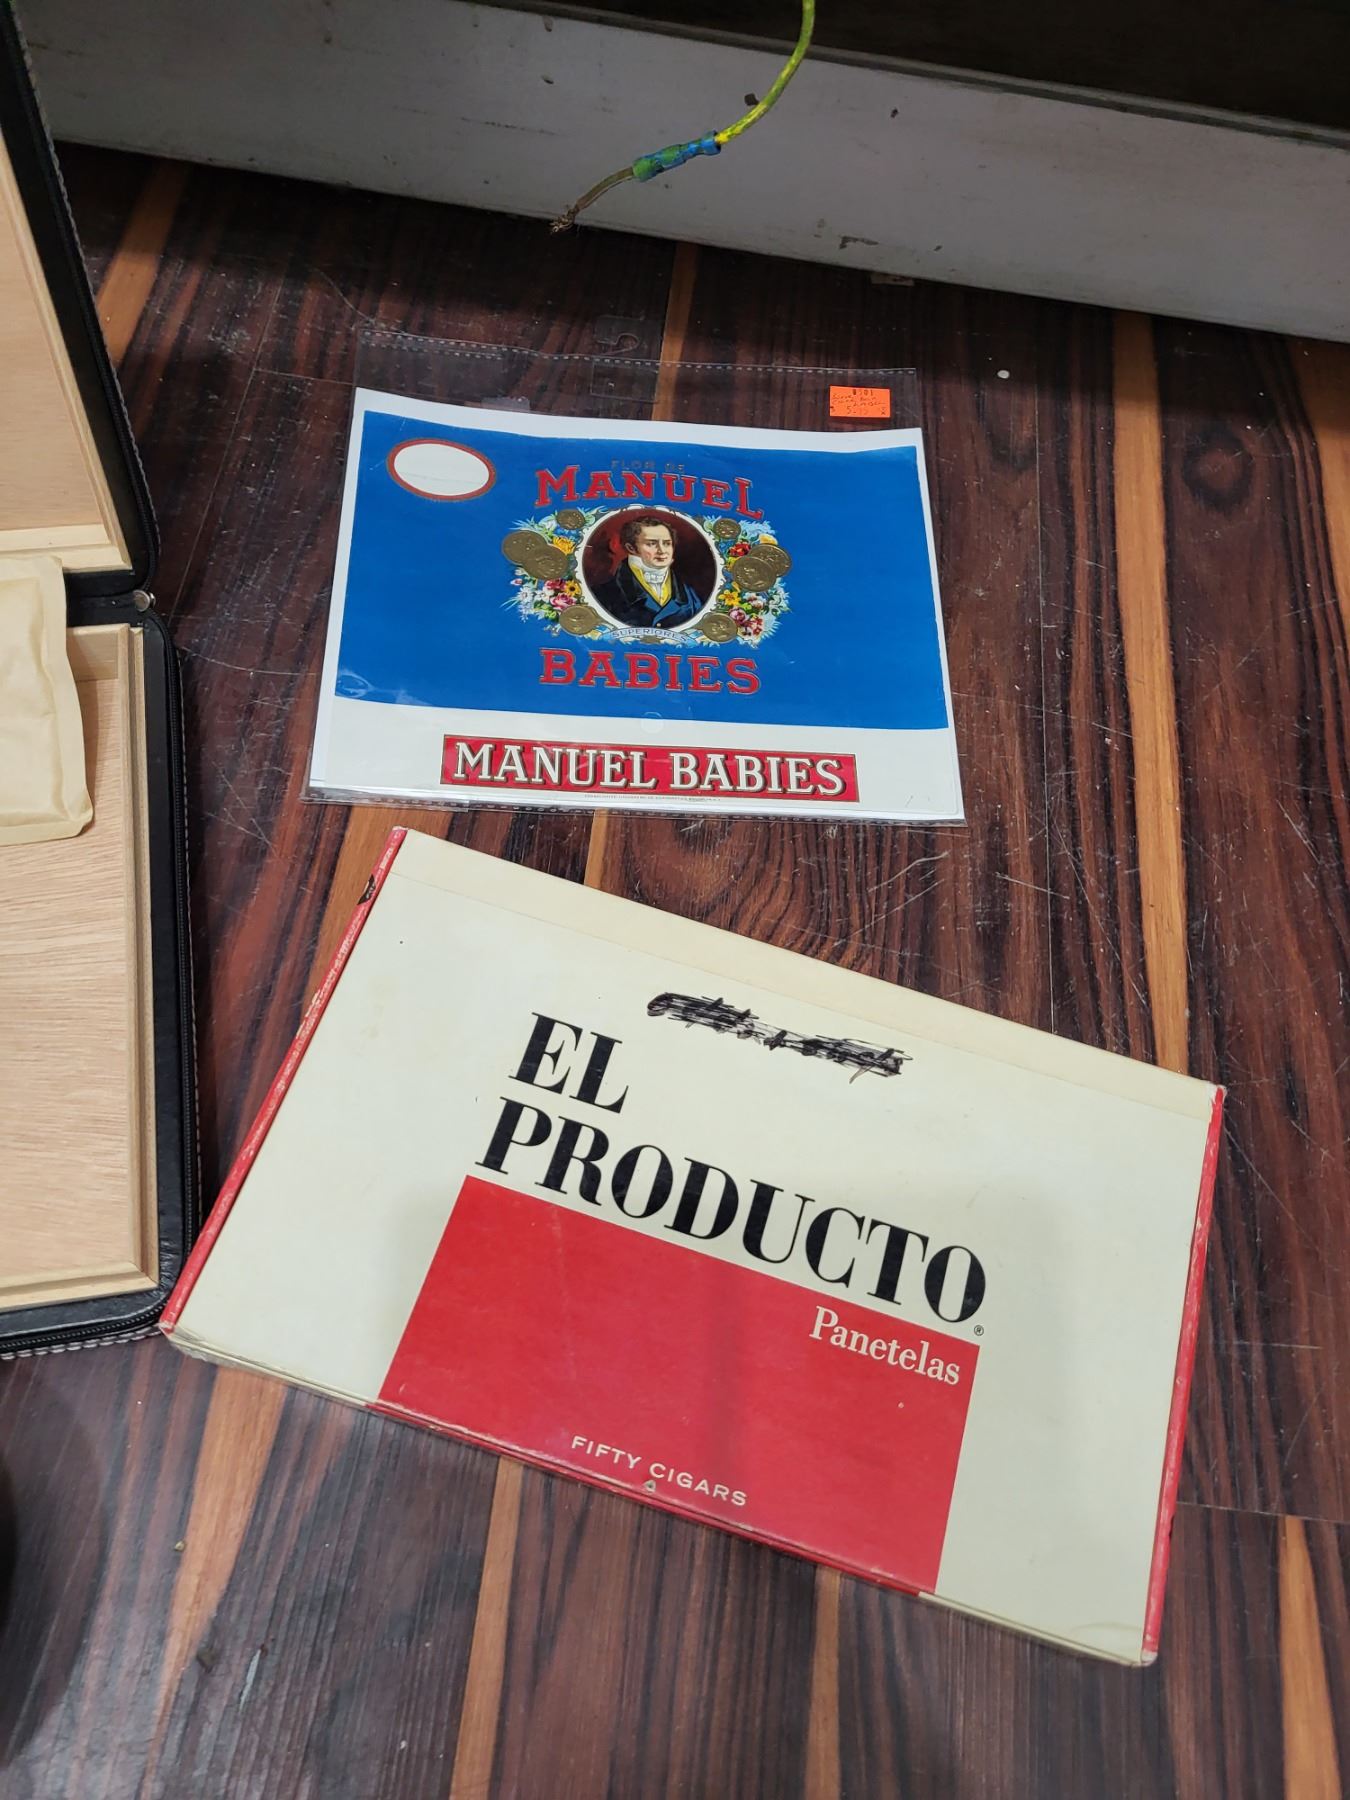 FLOR DE
MANUEL
SUPERIORES
BABIES
MANUEL BABIES
EL
PRODUCTO®
Panetelas
FIFTY CIGARS